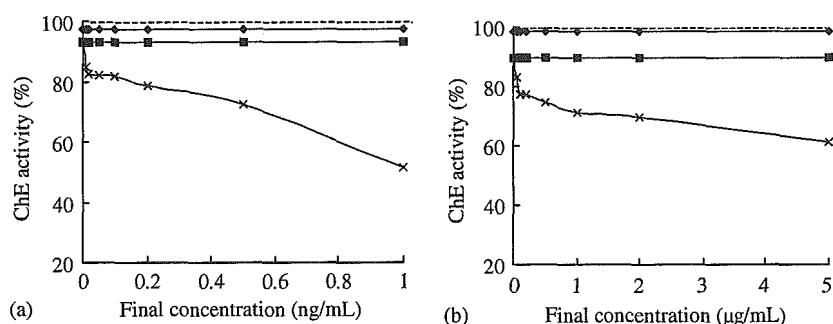 100
80
60
40
20
ChE activity (%)
0 0.2 0.4 0.6 0.8 1
(a) Final concentration (ng/mL)
100
80
60
40
20
ChE activity (%)
0 1 2 3 4 5
(b) Final concentration (μg/mL)